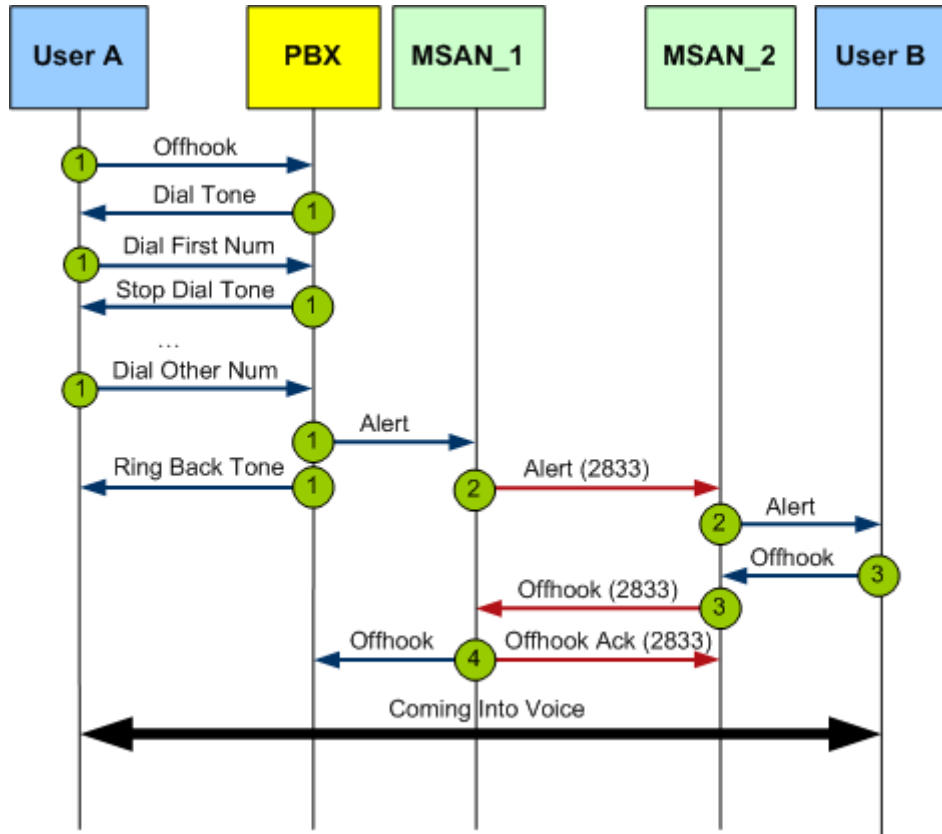 User A PBX MSAN_1 MSAN_2 User B
1 Offhook
Dial Tone 1
1 Dial First Num
Stop Dial Tone 1
...
1 Dial Other Num
1 Alert
Ring Back Tone 1 2 Alert (2833)
2 Alert
Offhook 3
Offhook (2833) 3
Offhook 4 Offhook Ack (2833)
Coming Into Voice